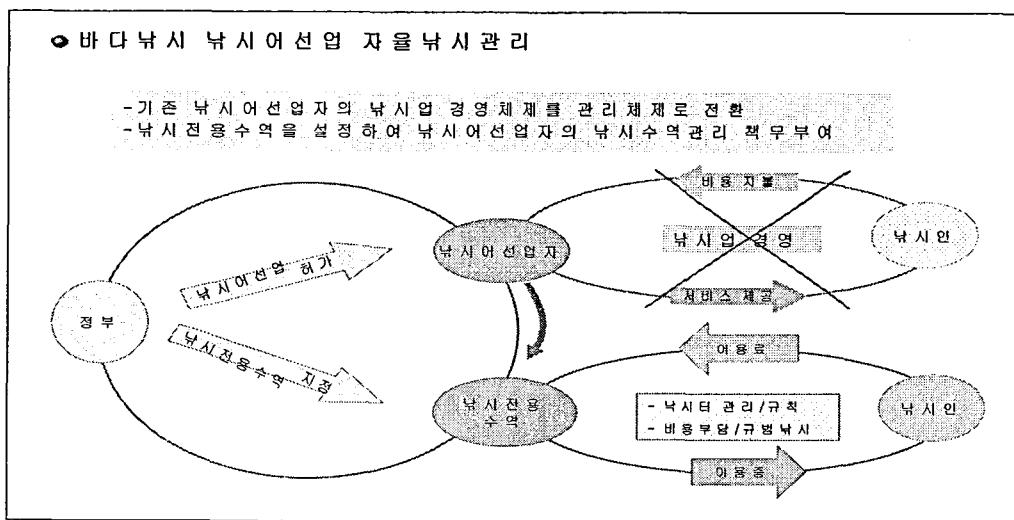 바다낚시 낚시어선업 자율낚시관리
-기존 낚시어선업자의 낚시업 경영체제를 관리체제로 전환
-낚시전용수역을 설정하여 낚시어선업자의 낚시수역관리 책무부여
비용 지불
낚시어선업자
낚시업 경영
낚시인
낚시어선업 허가
서비스 제공
정부
낚시전용수역 지정
이용료
낚시전용
수역
- 낚시터 관리/규칙
- 비용부담/규범낚시
낚시인
이용증